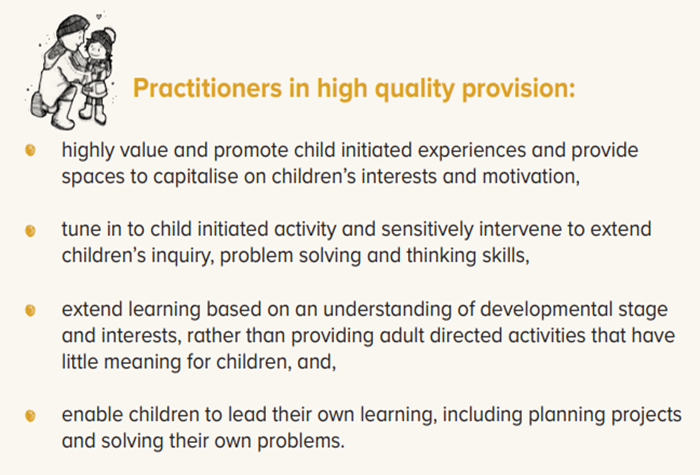 Practitioners in high quality provision:
highly value and promote child initiated experiences and provide
spaces to capitalise on children’s interests and motivation,
tune in to child initiated activity and sensitively intervene to extend
children’s inquiry, problem solving and thinking skills,
extend learning based on an understanding of developmental stage
and interests, rather than providing adult directed activities that have
little meaning for children, and,
enable children to lead their own learning, including planning projects
and solving their own problems.